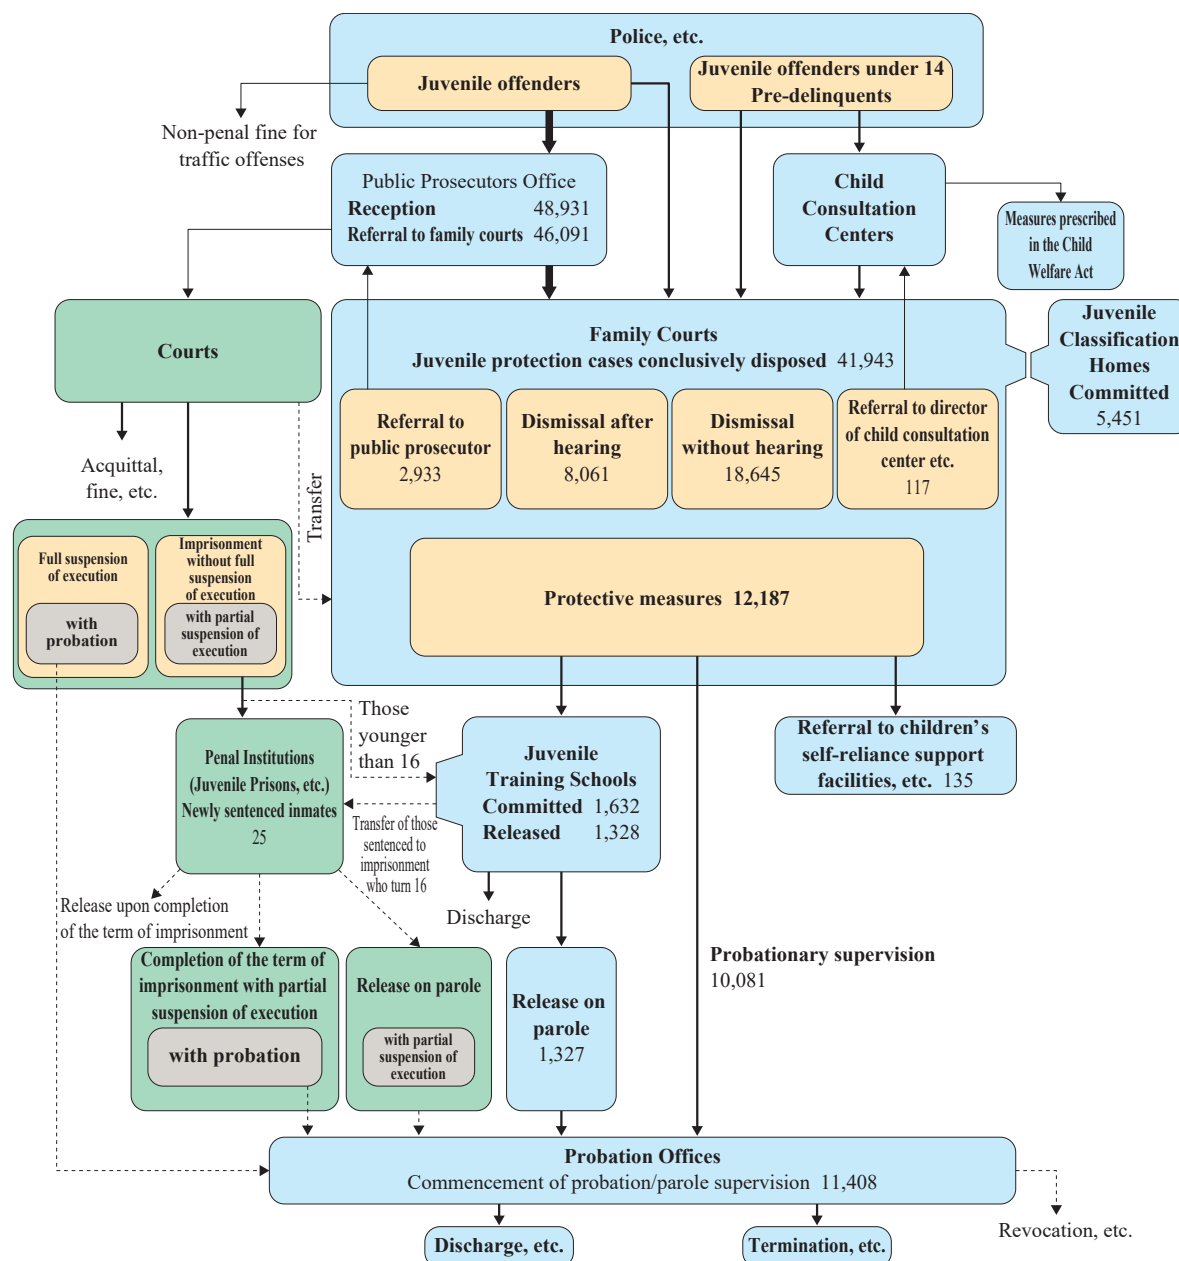 Police, etc.
Juvenile offenders
Juvenile offenders under 14
Pre-delinquents
Non-penal fine for
traffic offenses
Public Prosecutors Office
Reception 48,931
Referral to family courts 46,091
Child
Consultation
Centers
Measures prescribed
in the Child
Welfare Act
Courts
Family Courts
Juvenile protection cases conclusively disposed 41,943
Juvenile
Classification
Homes
Committed
5,451
Referral to
public prosecutor
2,933
Dismissal after
hearing
8,061
Dismissal
without hearing
18,645
Referral to director
of child consultation
center etc.
117
Acquittal,
fine, etc.
Transfer
Full suspension
of execution
with
probation
Imprisonment
without full
suspension
of execution
with partial
suspension of
execution
Protective measures 12,187
Those
younger
than 16
Penal Institutions
(Juvenile Prisons, etc.)
Newly sentenced inmates
25
Juvenile
Training Schools
Committed 1,632
Released 1,328
Referral to children's
self-reliance support
facilities, etc. 135
Transfer of those
sentenced to
imprisonment
who turn 16
Release upon completion
of the term of imprisonment
Discharge
Completion of the term of
imprisonment with partial
suspension of execution
with probation
Release on parole
with partial
suspension of
execution
Release on
parole
1,327
Probationary supervision
10,081
Probation Offices
Commencement of probation/parole supervision 11,408
Revocation, etc.
Discharge, etc.
Termination, etc.